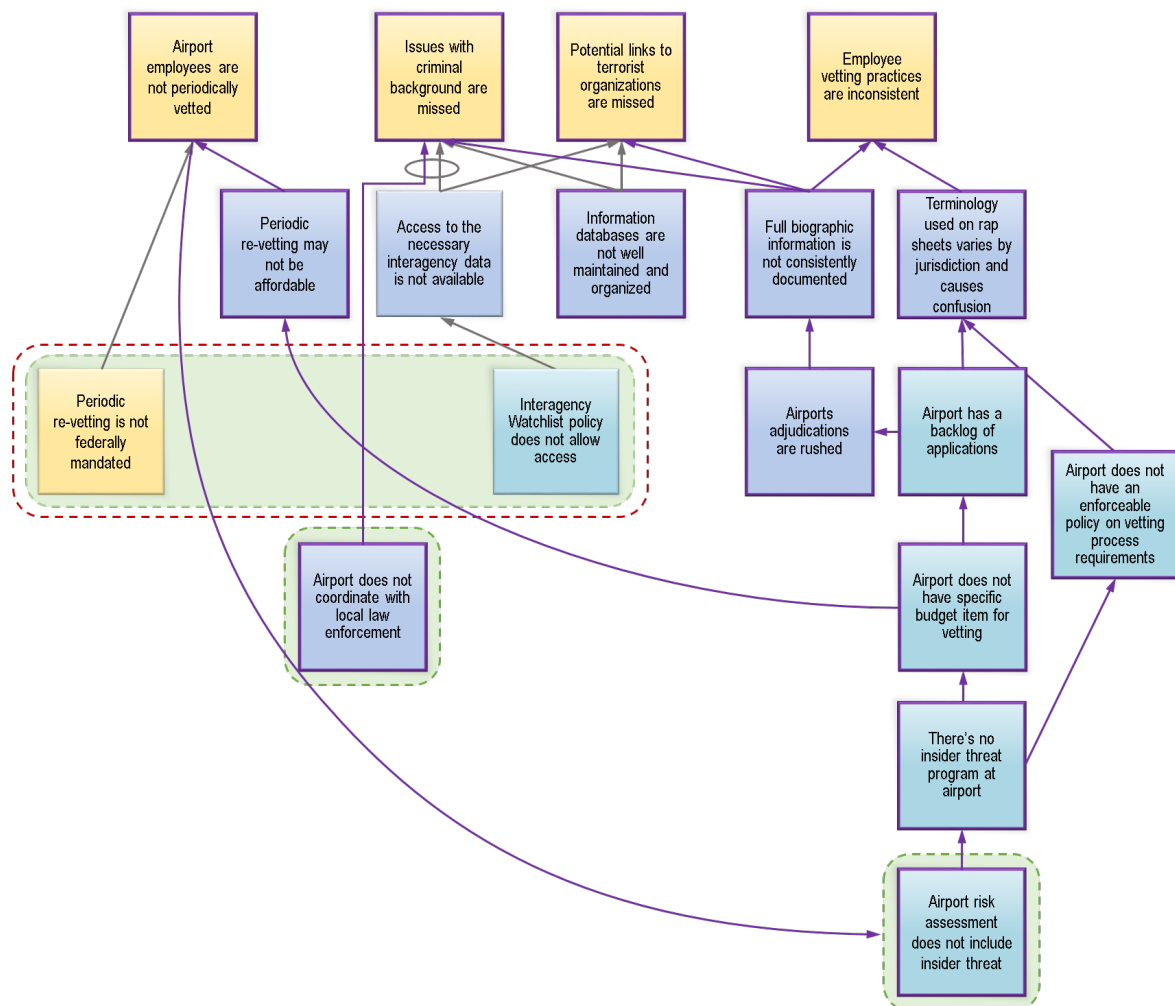 Airport
employees are
not periodically
vetted
Issues with
criminal
background are
missed
Potential links to
terrorist
organizations
are missed
Employee
vetting practices
are inconsistent
Periodic
re-vetting may
not be
affordable
Access to the
necessary
interagency data
is not available
Information
databases are
not well
maintained and
organized
Full biographic
information is
not consistently
documented
Terminology
used on rap
sheets varies by
jurisdiction and
causes
confusion
Periodic
re-vetting is not
federally
mandated
Interagency
Watchlist policy
does not allow
access
Airports
adjudications
are rushed
Airport has a
backlog of
applications
Airport does not
have an
enforceable
policy on vetting
process
requirements
Airport does not
coordinate with
local law
enforcement
Airport does not
have specific
budget item for
vetting
There's no
insider threat
program at
airport
Airport risk
assessment
does not include
insider threat